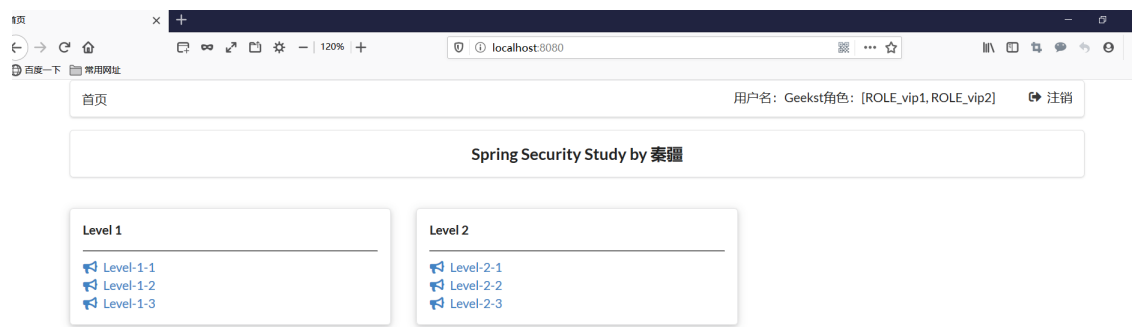 首页
120%
localhost:8080
百度一下 常用网址
首页 用户名：Geekst角色：[ROLE_vip1, ROLE_vip2] 注销
Spring Security Study by 秦疆
Level 1
Level-1-1
Level-1-2
Level-1-3
Level 2
Level-2-1
Level-2-2
Level-2-3